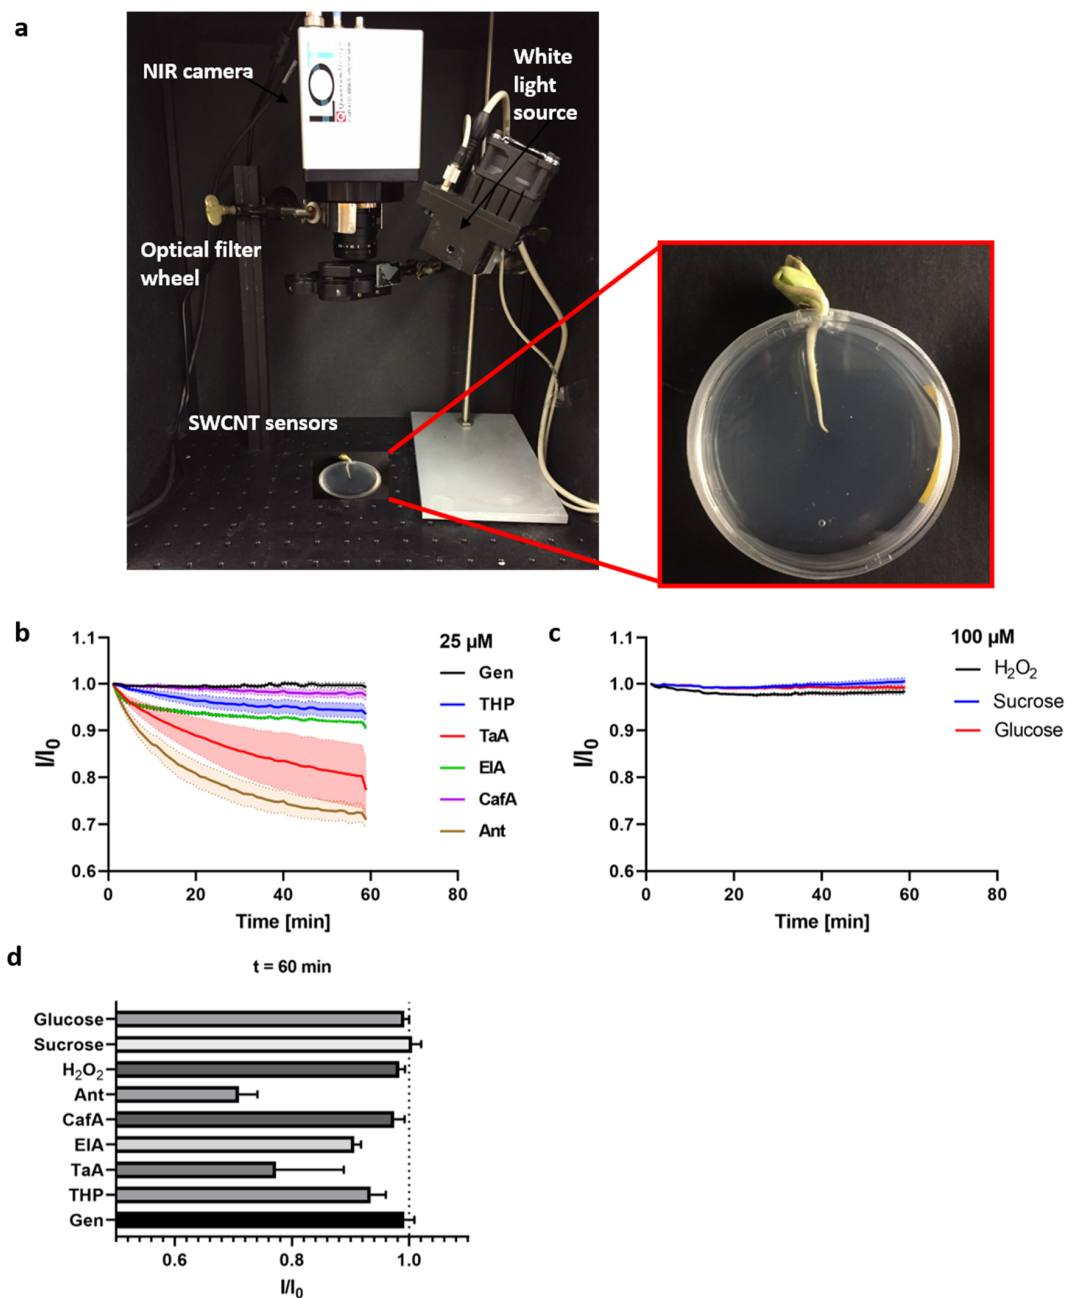 a
NIR camera
White
light
source
LOT
Optical filter
wheel
SWCNT sensors
b
1.1
1.0
0.9
0.8
0.7
0.6
I/I₀
0
20
40
60
80
Time [min]
25 µM
Gen
THP
TaA
ElA
CafA
Ant
c
1.1
1.0
0.9
0.8
0.7
0.6
I/I₀
0
20
40
60
80
Time [min]
100 µM
H₂O₂
Sucrose
Glucose
d
t = 60 min
Glucose
Sucrose
H₂O₂
Ant
CafA
ElA
TaA
THP
Gen
0.6
0.8
1.0
I/I₀